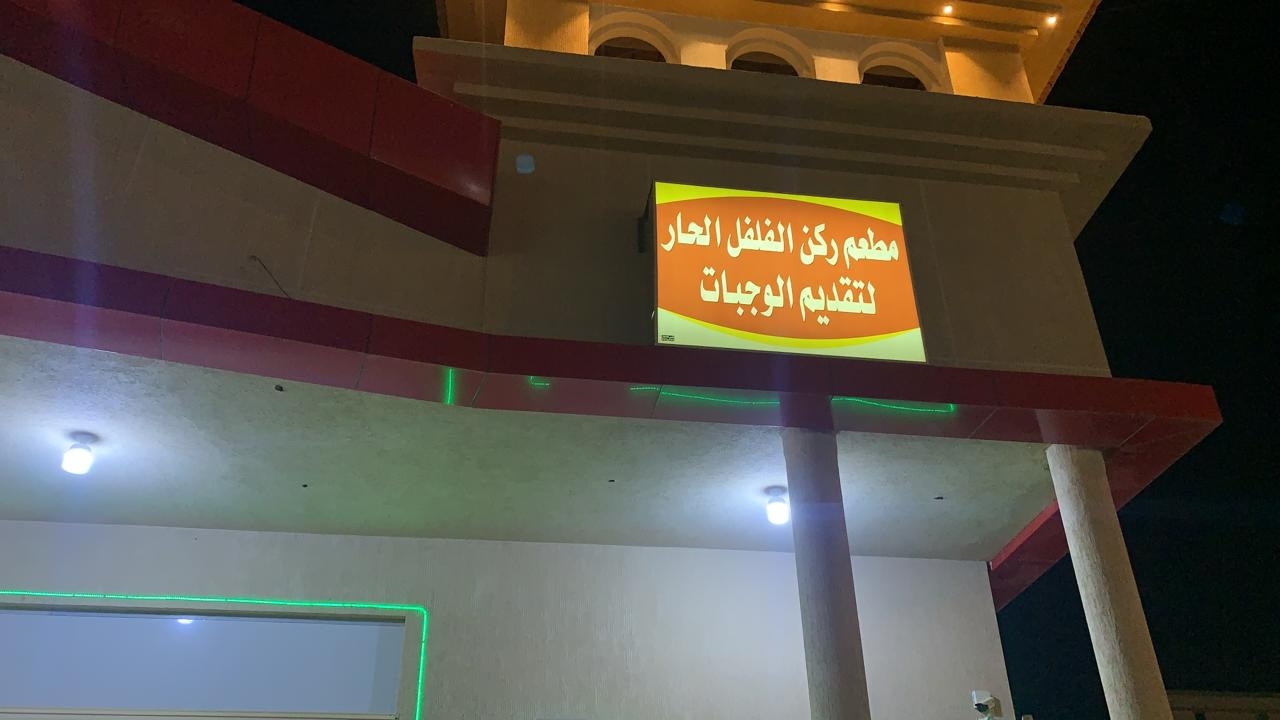 مطعم ركن الفلفل الحار
لتقديم الوجبات